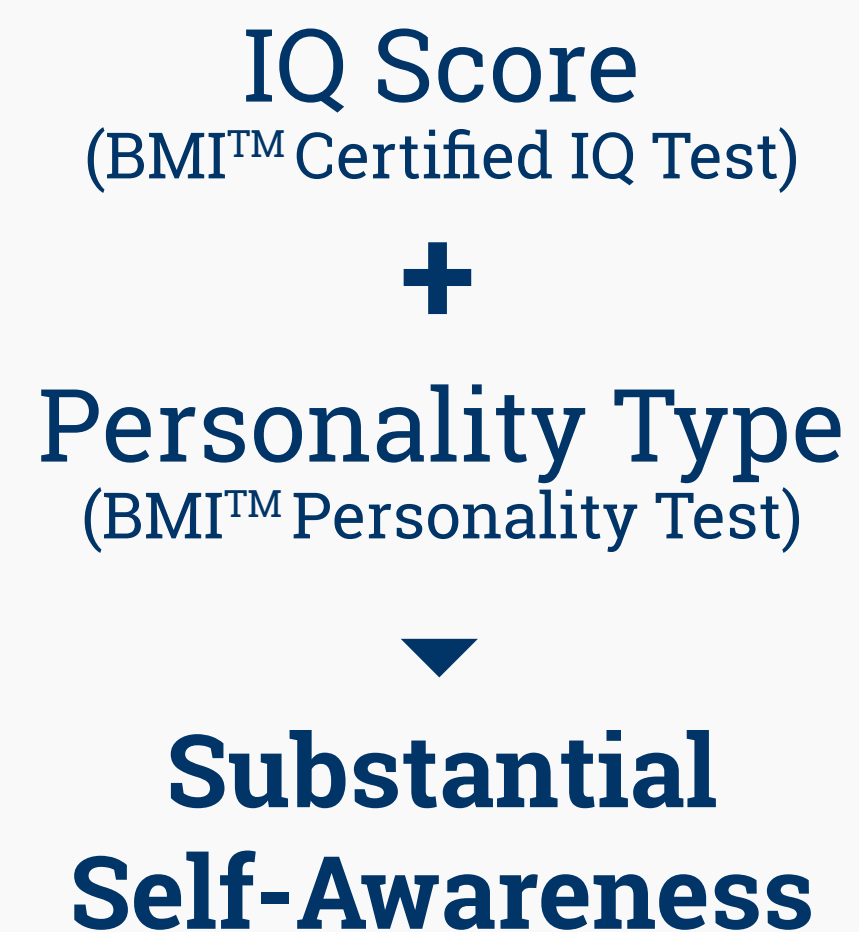 IQ Score
(BMI™ Certified IQ Test)
+
Personality Type
(BMI™ Personality Test)
Substantial
Self-Awareness